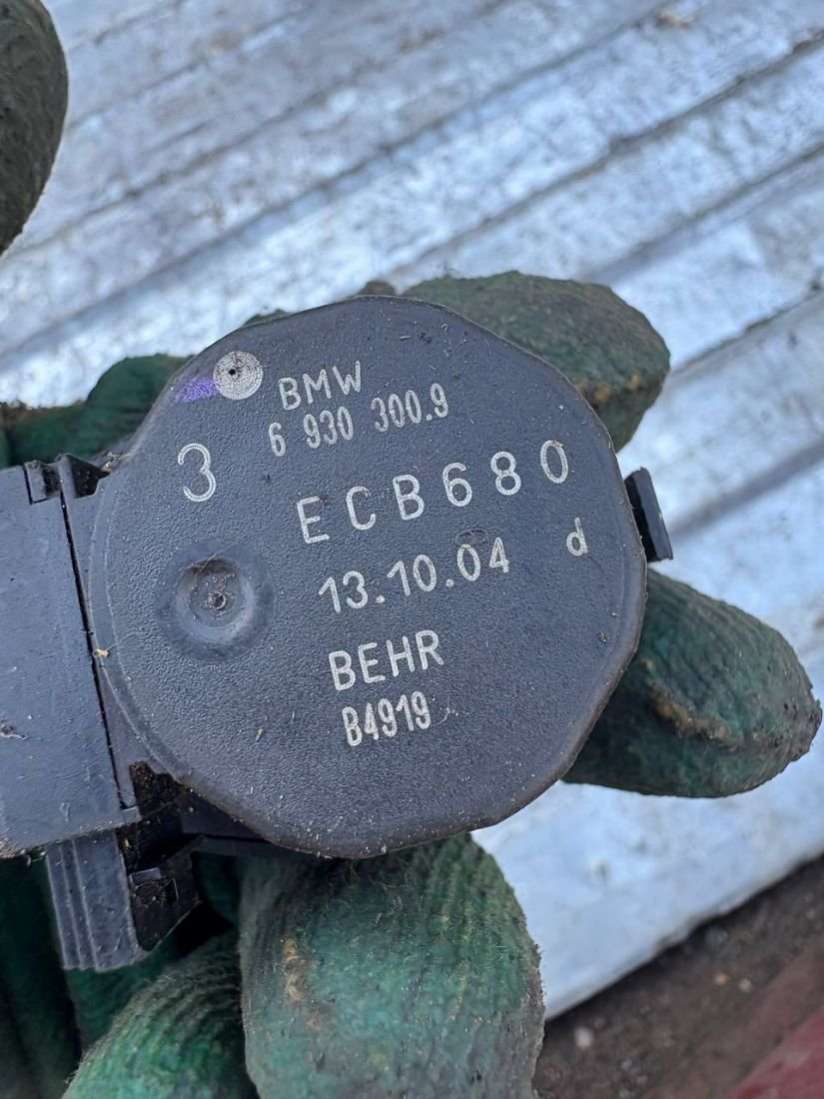 BMW
6 930 300.9
3
ECB680
13.10.04 d
BEHR
B4919